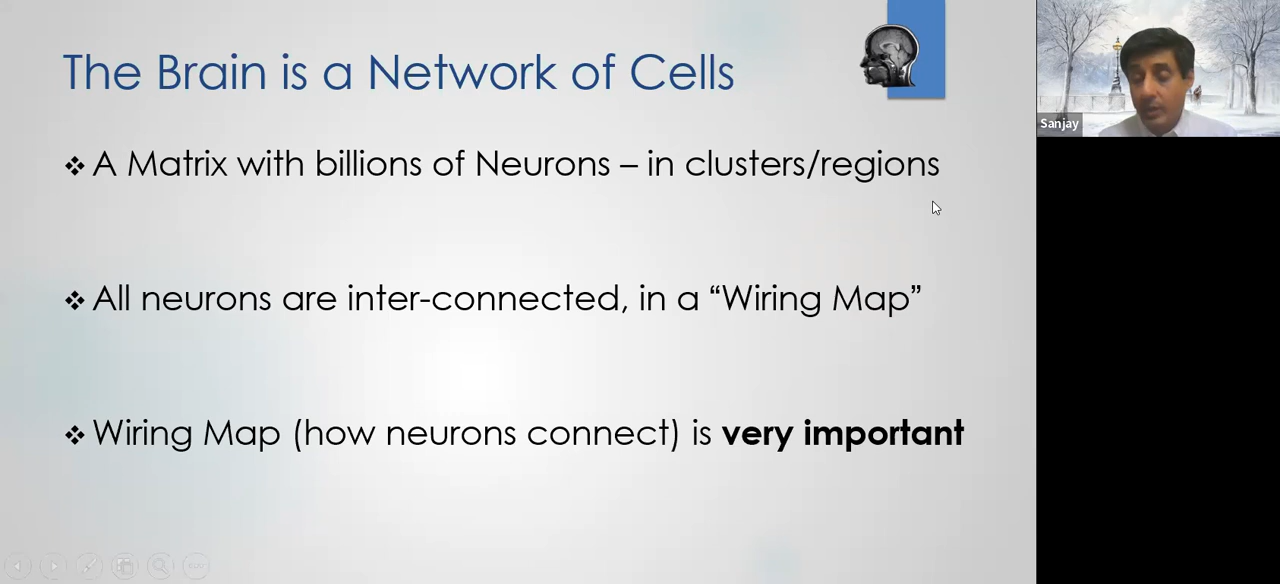 The Brain is a Network of Cells
❖ A Matrix with billions of Neurons – in clusters/regions
❖ All neurons are inter-connected, in a “Wiring Map”
❖ Wiring Map (how neurons connect) is very important
Sanjay